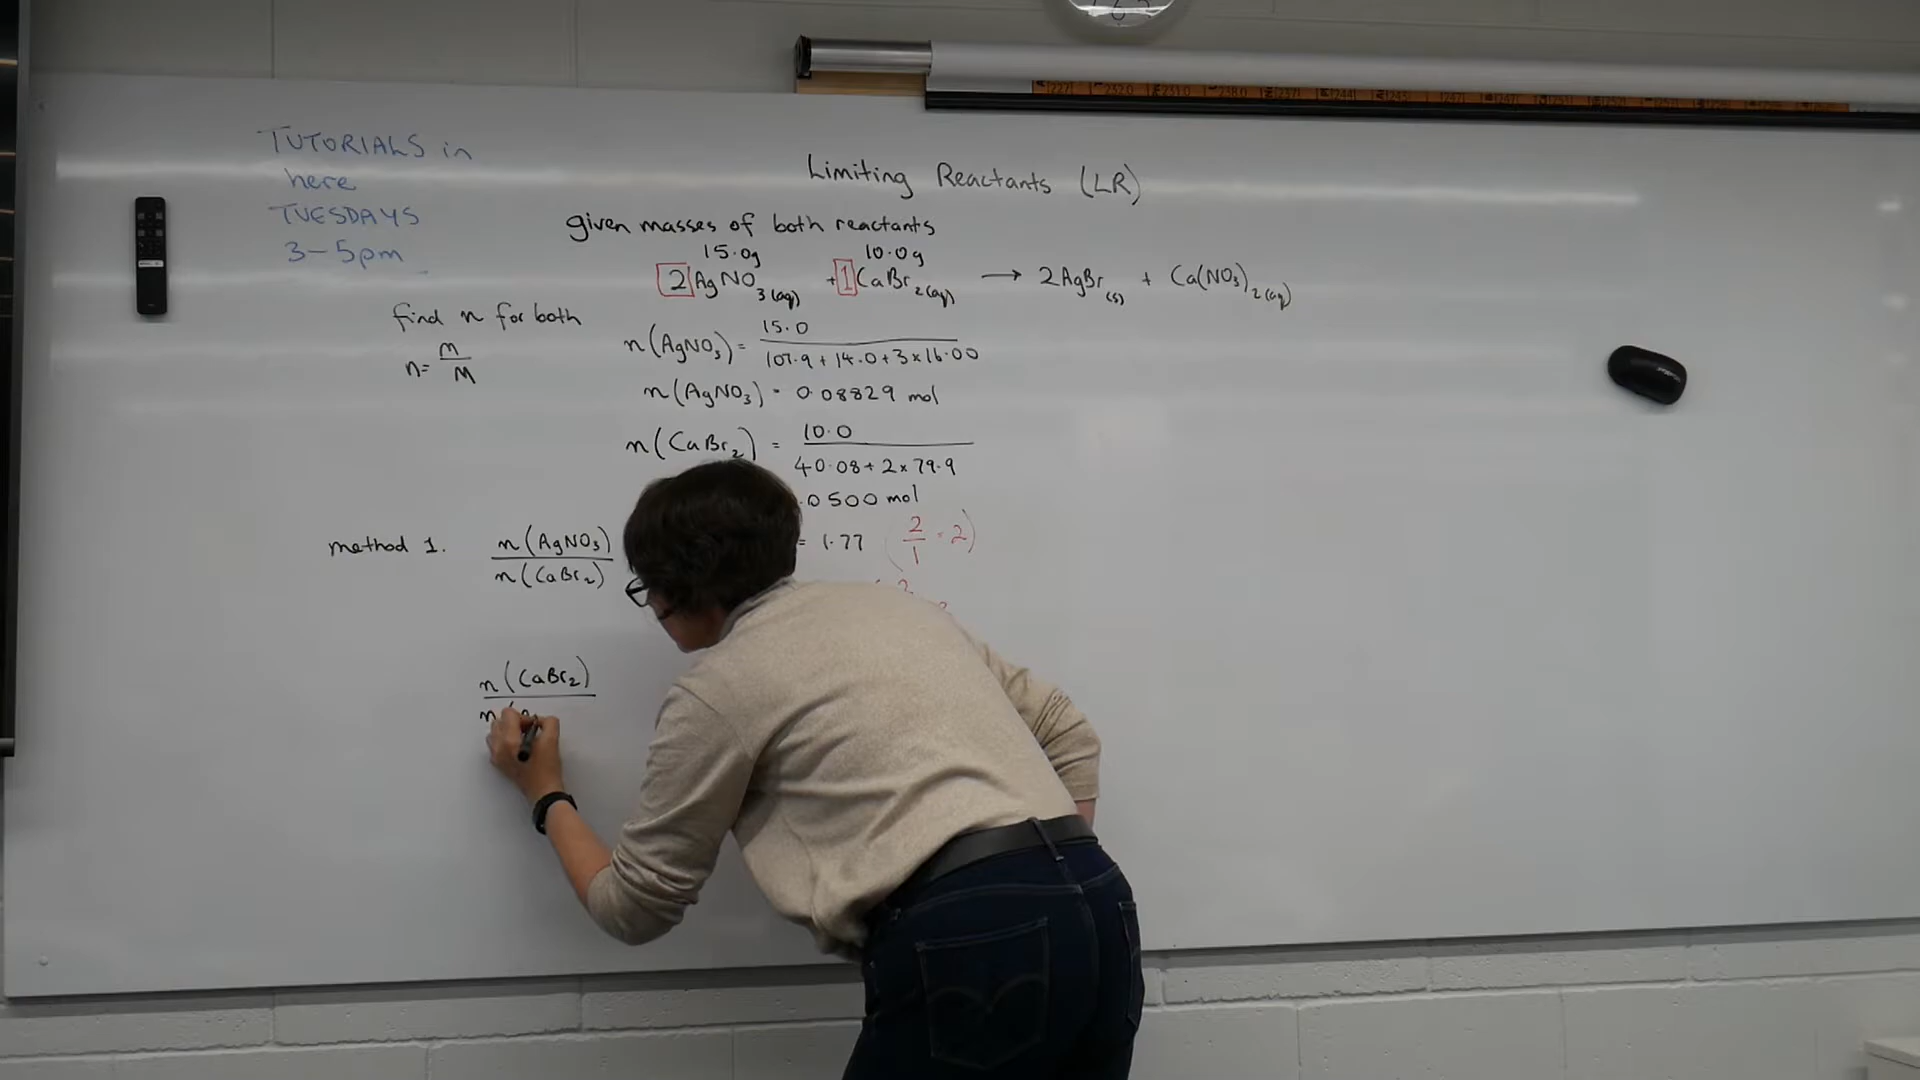 TUTORIALS in
here
TUESDAYS
3-5pm
Limiting Reactants (LR)
given masses of both reactants
15.0g 10.0g
2AgNO₃(aq) + 1CaBr₂(aq) → 2AgBr(s) + Ca(NO₃)₂(aq)
find n for both
n = m/M
n(AgNO₃) = 15.0 / 107.9 + 14.0 + 3 × 16.00
n(AgNO₃) = 0.08829 mol
n(CaBr₂) = 10.0 / 40.08 + 2 × 79.9
.0500 mol
method 1. n(AgNO₃) / n(CaBr₂) = 1.77 (2/1 = 2)
2
n(CaBr₂)
n(